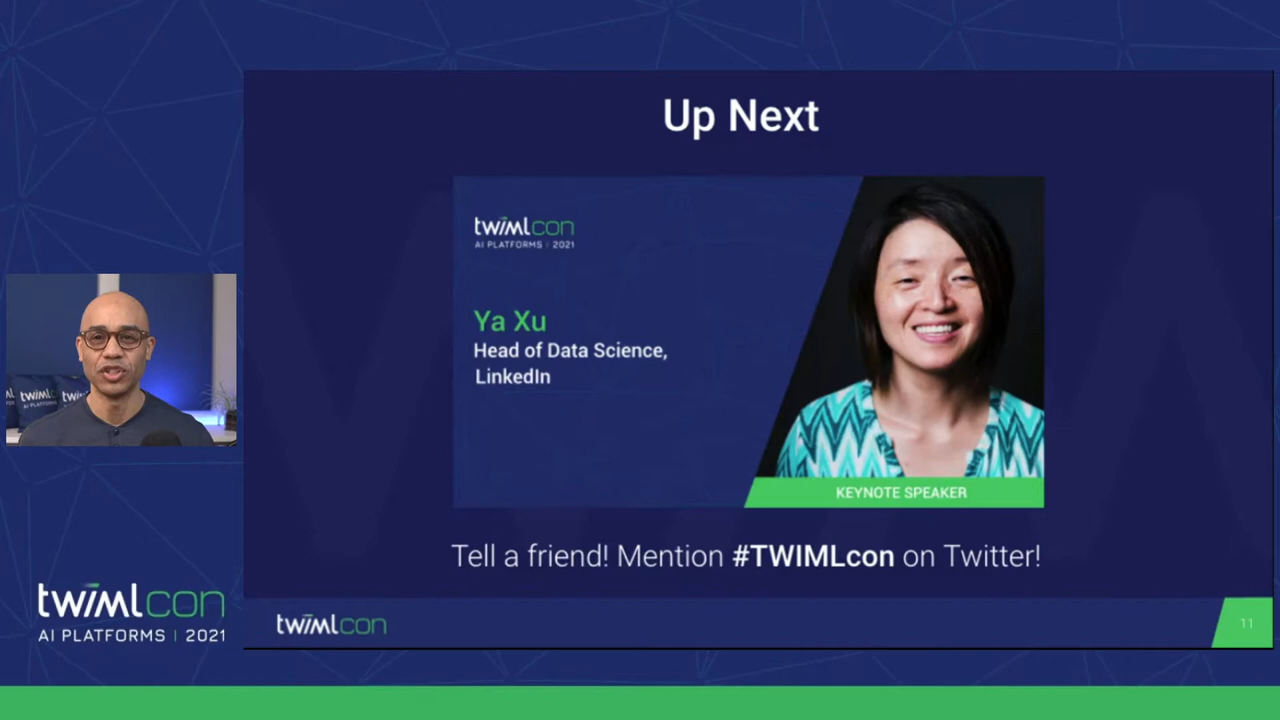 Up Next
twimlcon
AI PLATFORMS | 2021
Ya Xu
Head of Data Science,
LinkedIn
KEYNOTE SPEAKER
Tell a friend! Mention #TWIMLcon on Twitter!
twimlcon
11
twimlcon
AI PLATFORMS | 2021